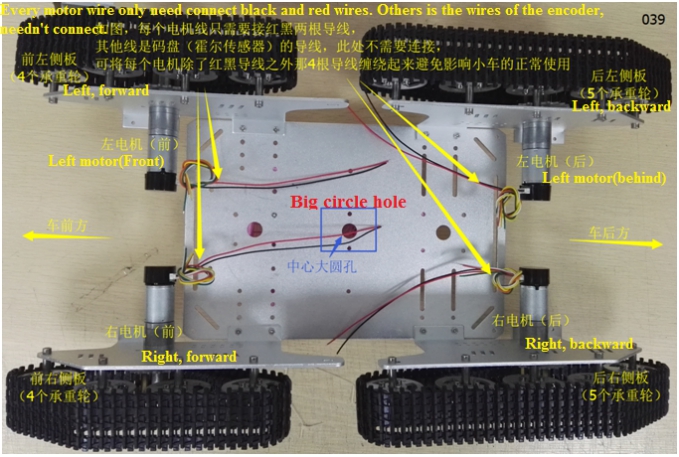 Every motor wire only need connect black and red wires. Others is the wires of the encoder,
needn't connect.
图，每个电机线只需要接红黑两根导线，
其他线是码盘（霍尔传感器）的导线，此处不需要连接，
可将每个电机除了红黑导线之外那4根导线缠绕起来避免影响小车的正常使用
039
前左侧板
（4个承重轮）
Left, forward
后左侧板
（5个承重轮）
Left, backward
左电机（前）
Left motor(Front)
左电机（后）
Left motor(behind)
Big circle hole
车前方
车后方
中心大圆孔
右电机（前）
Right, forward
右电机（后）
Right, backward
前右侧板
（4个承重轮）
后右侧板
（5个承重轮）